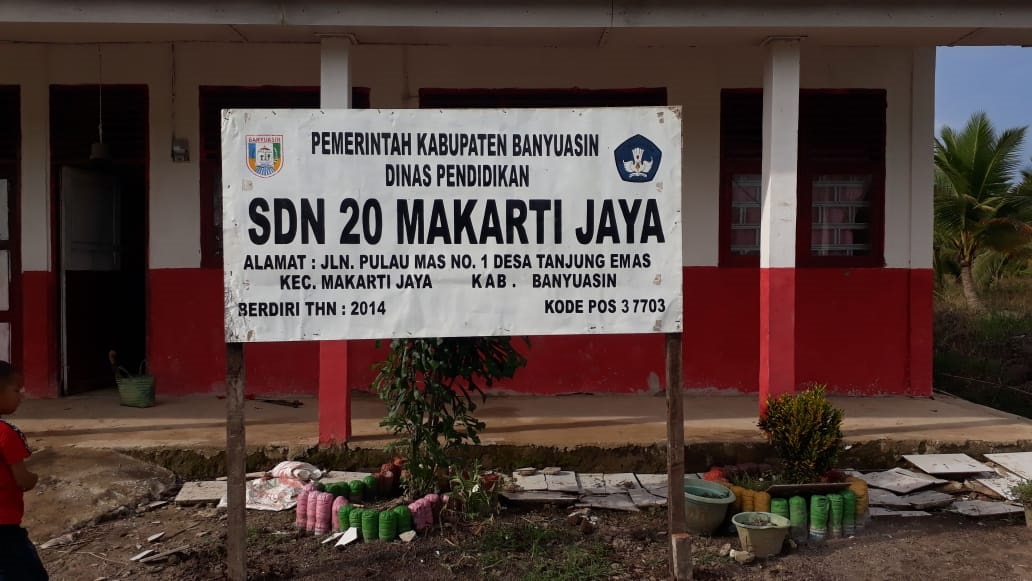 BANYUASIN
PEMERINTAH KABUPATEN BANYUASIN
DINAS PENDIDIKAN
SDN 20 MAKARTI JAYA
ALAMAT : JLN. PULAU MAS NO. 1 DESA TANJUNG EMAS
KEC. MAKARTI JAYA KAB. BANYUASIN
BERDIRI THN : 2014 KODE POS 37703